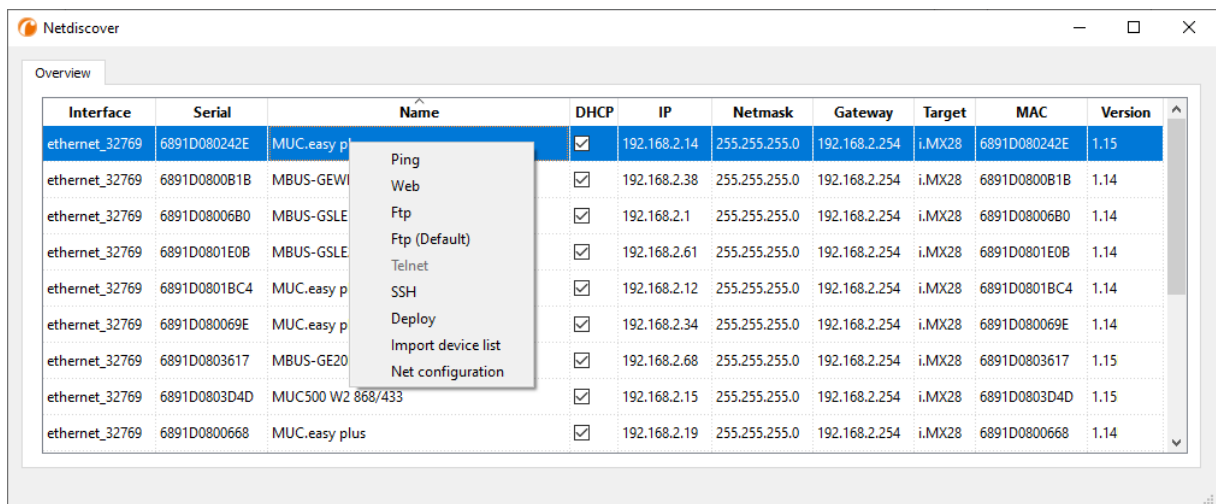 Netdiscover
Overview
Interface Serial Name DHCP IP Netmask Gateway Target MAC Version
ethernet_32769 6891D080242E MUC.easy 192.168.2.14 255.255.255.0 192.168.2.254 i.MX28 6891D080242E 1.15
ethernet_32769 6891D0800B1B 192.168.2.38 255.255.255.0 192.168.2.254 i.MX28 6891D0800B1B 1.14
ethernet_32769 6891D08006B0 MBUS-GSLE 192.168.2.1 255.255.255.0 192.168.2.254 i.MX28 6891D08006B0 1.14
ethernet_32769 6891D0801E0B MBUS-GSLE 192.168.2.61 255.255.255.0 192.168.2.254 i.MX28 6891D0801E0B 1.14
ethernet_32769 6891D0801BC4 MUC.easy p 192.168.2.12 255.255.255.0 192.168.2.254 i.MX28 6891D0801BC4 1.14
ethernet_32769 6891D080069E MUC.easy p 192.168.2.34 255.255.255.0 192.168.2.254 i.MX28 6891D080069E 1.14
ethernet_32769 6891D0803617 MBUS-GE20 192.168.2.68 255.255.255.0 192.168.2.254 i.MX28 6891D0803617 1.15
ethernet_32769 6891D0803D4D MUC500 W2 868/433 192.168.2.15 255.255.255.0 192.168.2.254 i.MX28 6891D0803D4D 1.15
ethernet_32769 6891D0800668 MUC.easy plus 192.168.2.19 255.255.255.0 192.168.2.254 i.MX28 6891D0800668 1.14
Ping
Web
Ftp
Ftp (Default)
Telnet
SSH
Deploy
Import device list
Net configuration